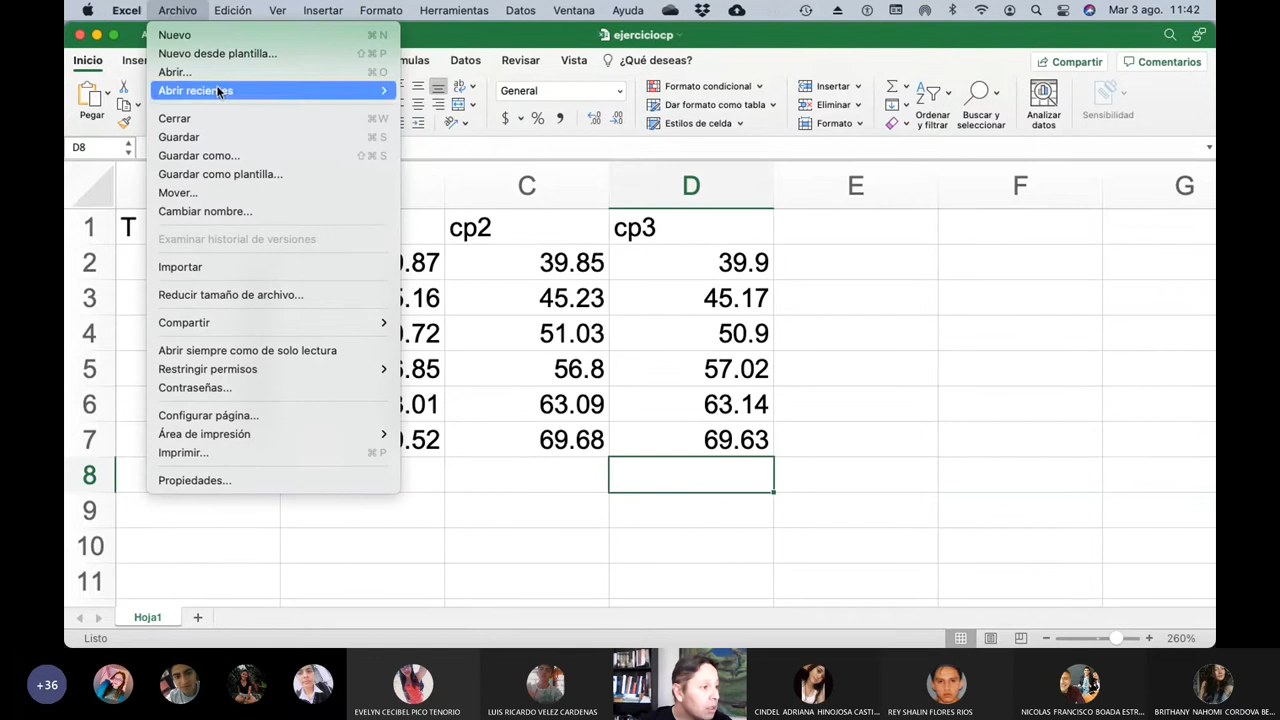 Excel Archivo Edición Ver Insertar Formato Herramientas Datos Ventana Ayuda Mar 3 ago. 11:42
ejerciciocp
Inicio Inser mulas Datos Revisar Vista ¿Qué desea? Compartir Comentarios
Pegar
General
Formato condicional
Dar formato como tabla
Estilos de celda
Insertar
Eliminar
Formato
Ordenar y filtrar
Buscar y seleccionar
Analizar datos
Sensibilidad
Nuevo ⌘ N
Nuevo desde plantilla... ⇧⌘ P
Abrir... ⌘ O
Abrir recientes
Cerrar ⌘ W
Guardar ⌘ S
Guardar como... ⇧⌘ S
Guardar como plantilla...
Mover...
Cambiar nombre...
Examinar historial de versiones
Importar
Reducir tamaño de archivo...
Compartir
Abrir siempre como de solo lectura
Restringir permisos
Contraseñas...
Configurar página...
Área de impresión
Imprimir... ⌘ P
Propiedades...
D8
C D E F G
1 T cp2 cp3
2 .87 39.85 39.9
3 .16 45.23 45.17
4 .72 51.03 50.9
5 .85 56.8 57.02
6 .01 63.09 63.14
7 .52 69.68 69.63
8
9
10
11
Hoja1 +
Listo 260%
+36
EVELYN CECIBEL PICO TENORIO
LUIS RICARDO VELEZ CARDENAS
CINDEL ADRIANA HINOJOSA CASTI...
REY SHALIN FLORES RIOS
NICOLAS FRANCISCO BOADA ESTR...
BRITHANY NAHOMI CORDOVA BE...